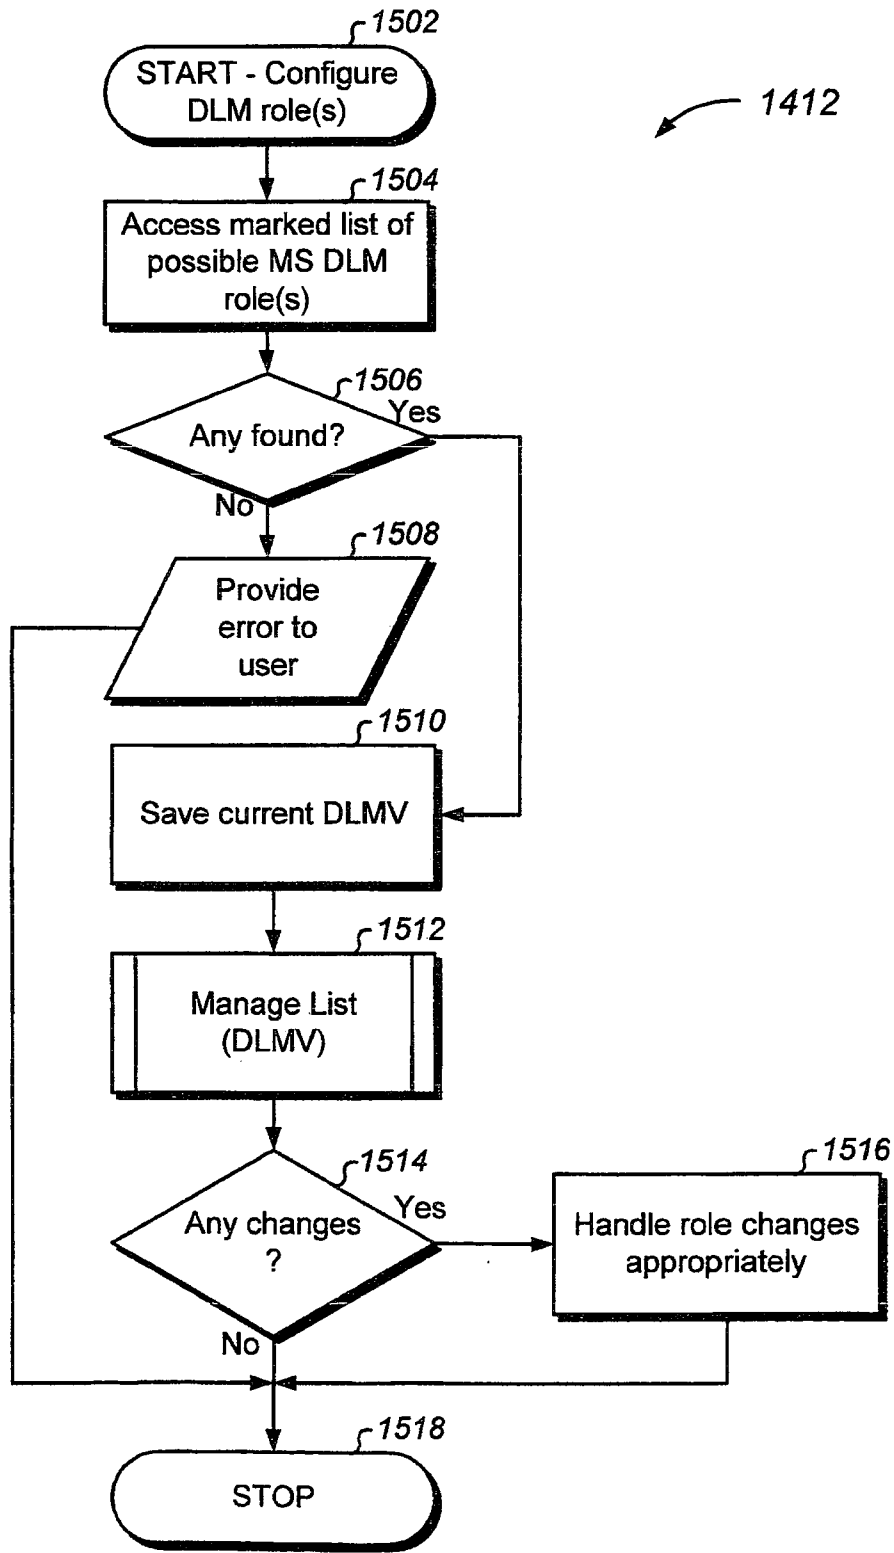 1502
START - Configure
DLM role(s)
1412
1504
Access marked list of
possible MS DLM
role(s)
1506
Yes
Any found?
No
1508
Provide
error to
user
1510
Save current DLMV
1512
Manage List
(DLMV)
1514
Yes
Any changes
?
No
1516
Handle role changes
appropriately
1518
STOP